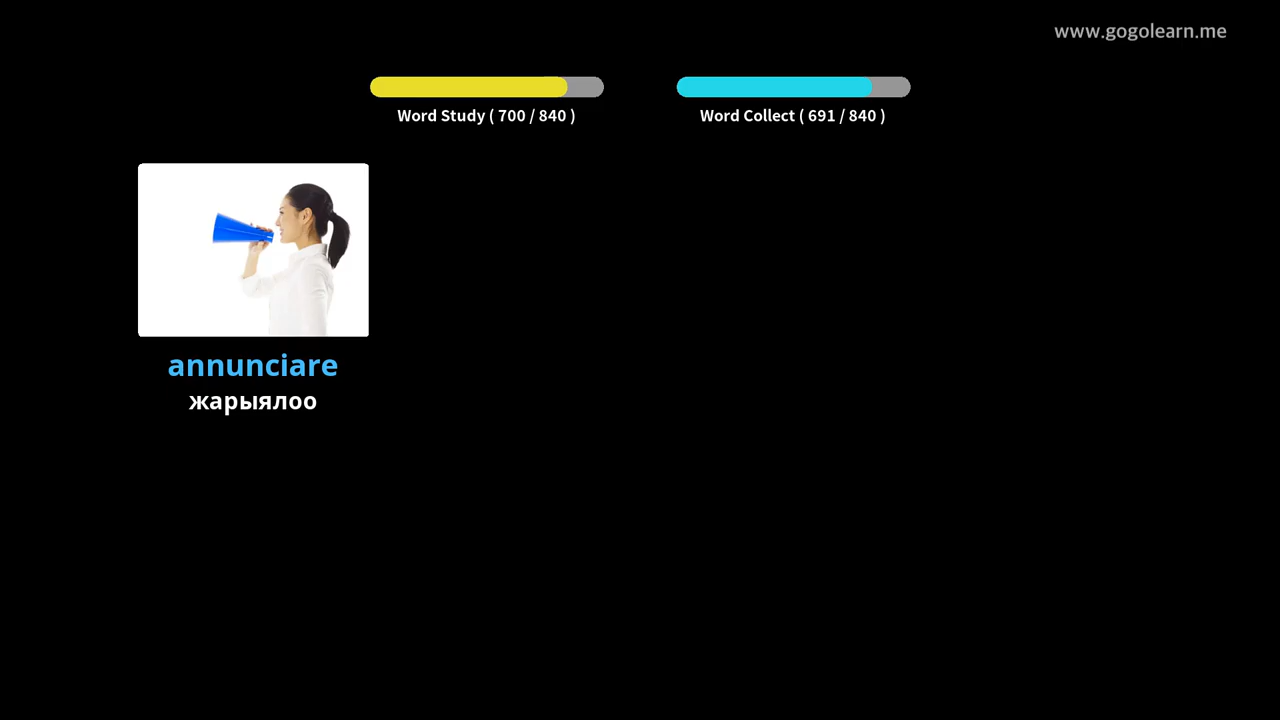 www.gogolearn.me
Word Study ( 700 / 840 )
Word Collect ( 691 / 840 )
annunciare
жарыялоо